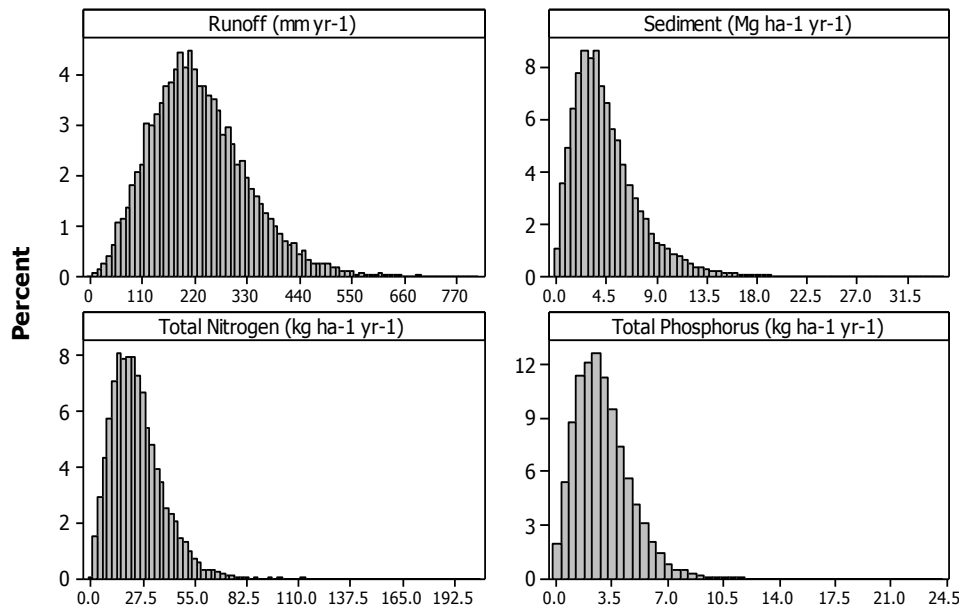 Runoff (mm yr-1)
Sediment (Mg ha-1 yr-1)
4
3
2
1
0
0 110 220 330 440 550 660 770
8
6
4
2
0
0.0 4.5 9.0 13.5 18.0 22.5 27.0 31.5
Percent
Total Nitrogen (kg ha-1 yr-1)
Total Phosphorus (kg ha-1 yr-1)
8
6
4
2
0
0.0 27.5 55.0 82.5 110.0 137.5 165.0 192.5
12
9
6
3
0
0.0 3.5 7.0 10.5 14.0 17.5 21.0 24.5